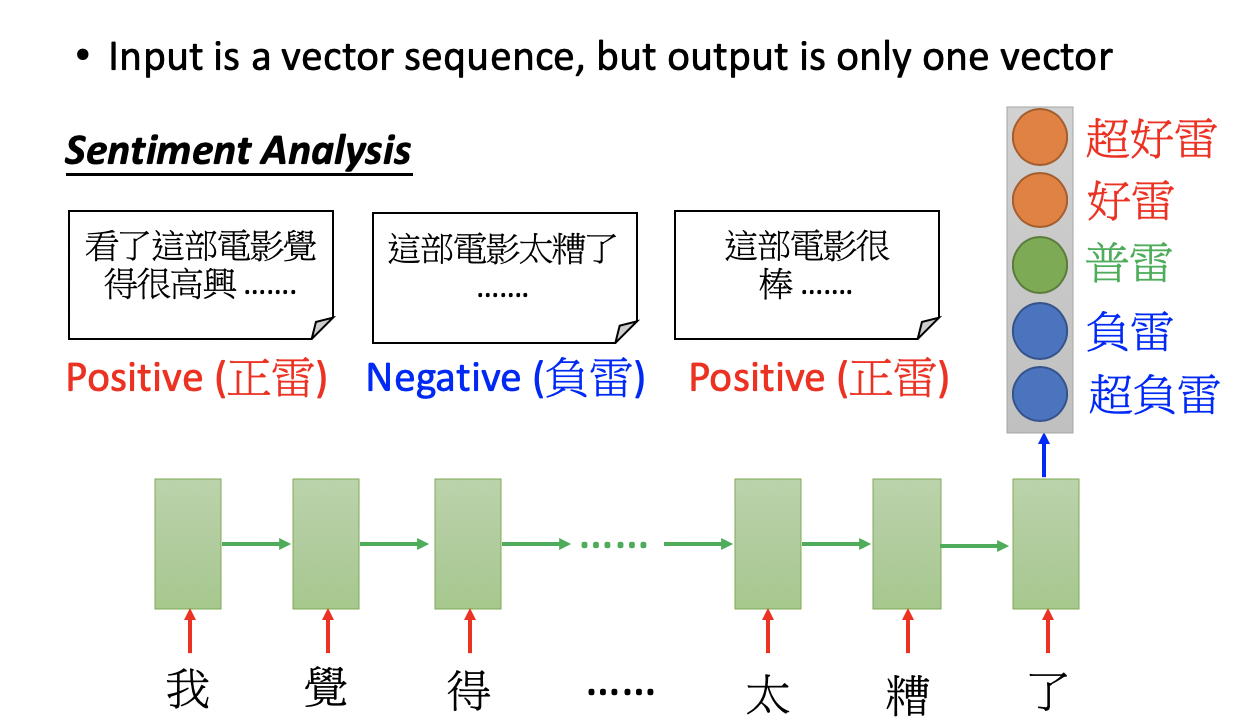 • Input is a vector sequence, but output is only one vector
Sentiment Analysis
看了這部電影覺
得很高興 …….
Positive (正雷)
這部電影太糟了
…….
Negative (負雷)
這部電影很
棒 …….
Positive (正雷)
超好雷
好雷
普雷
負雷
超負雷
……
我 覺 得 …… 太 糟 了